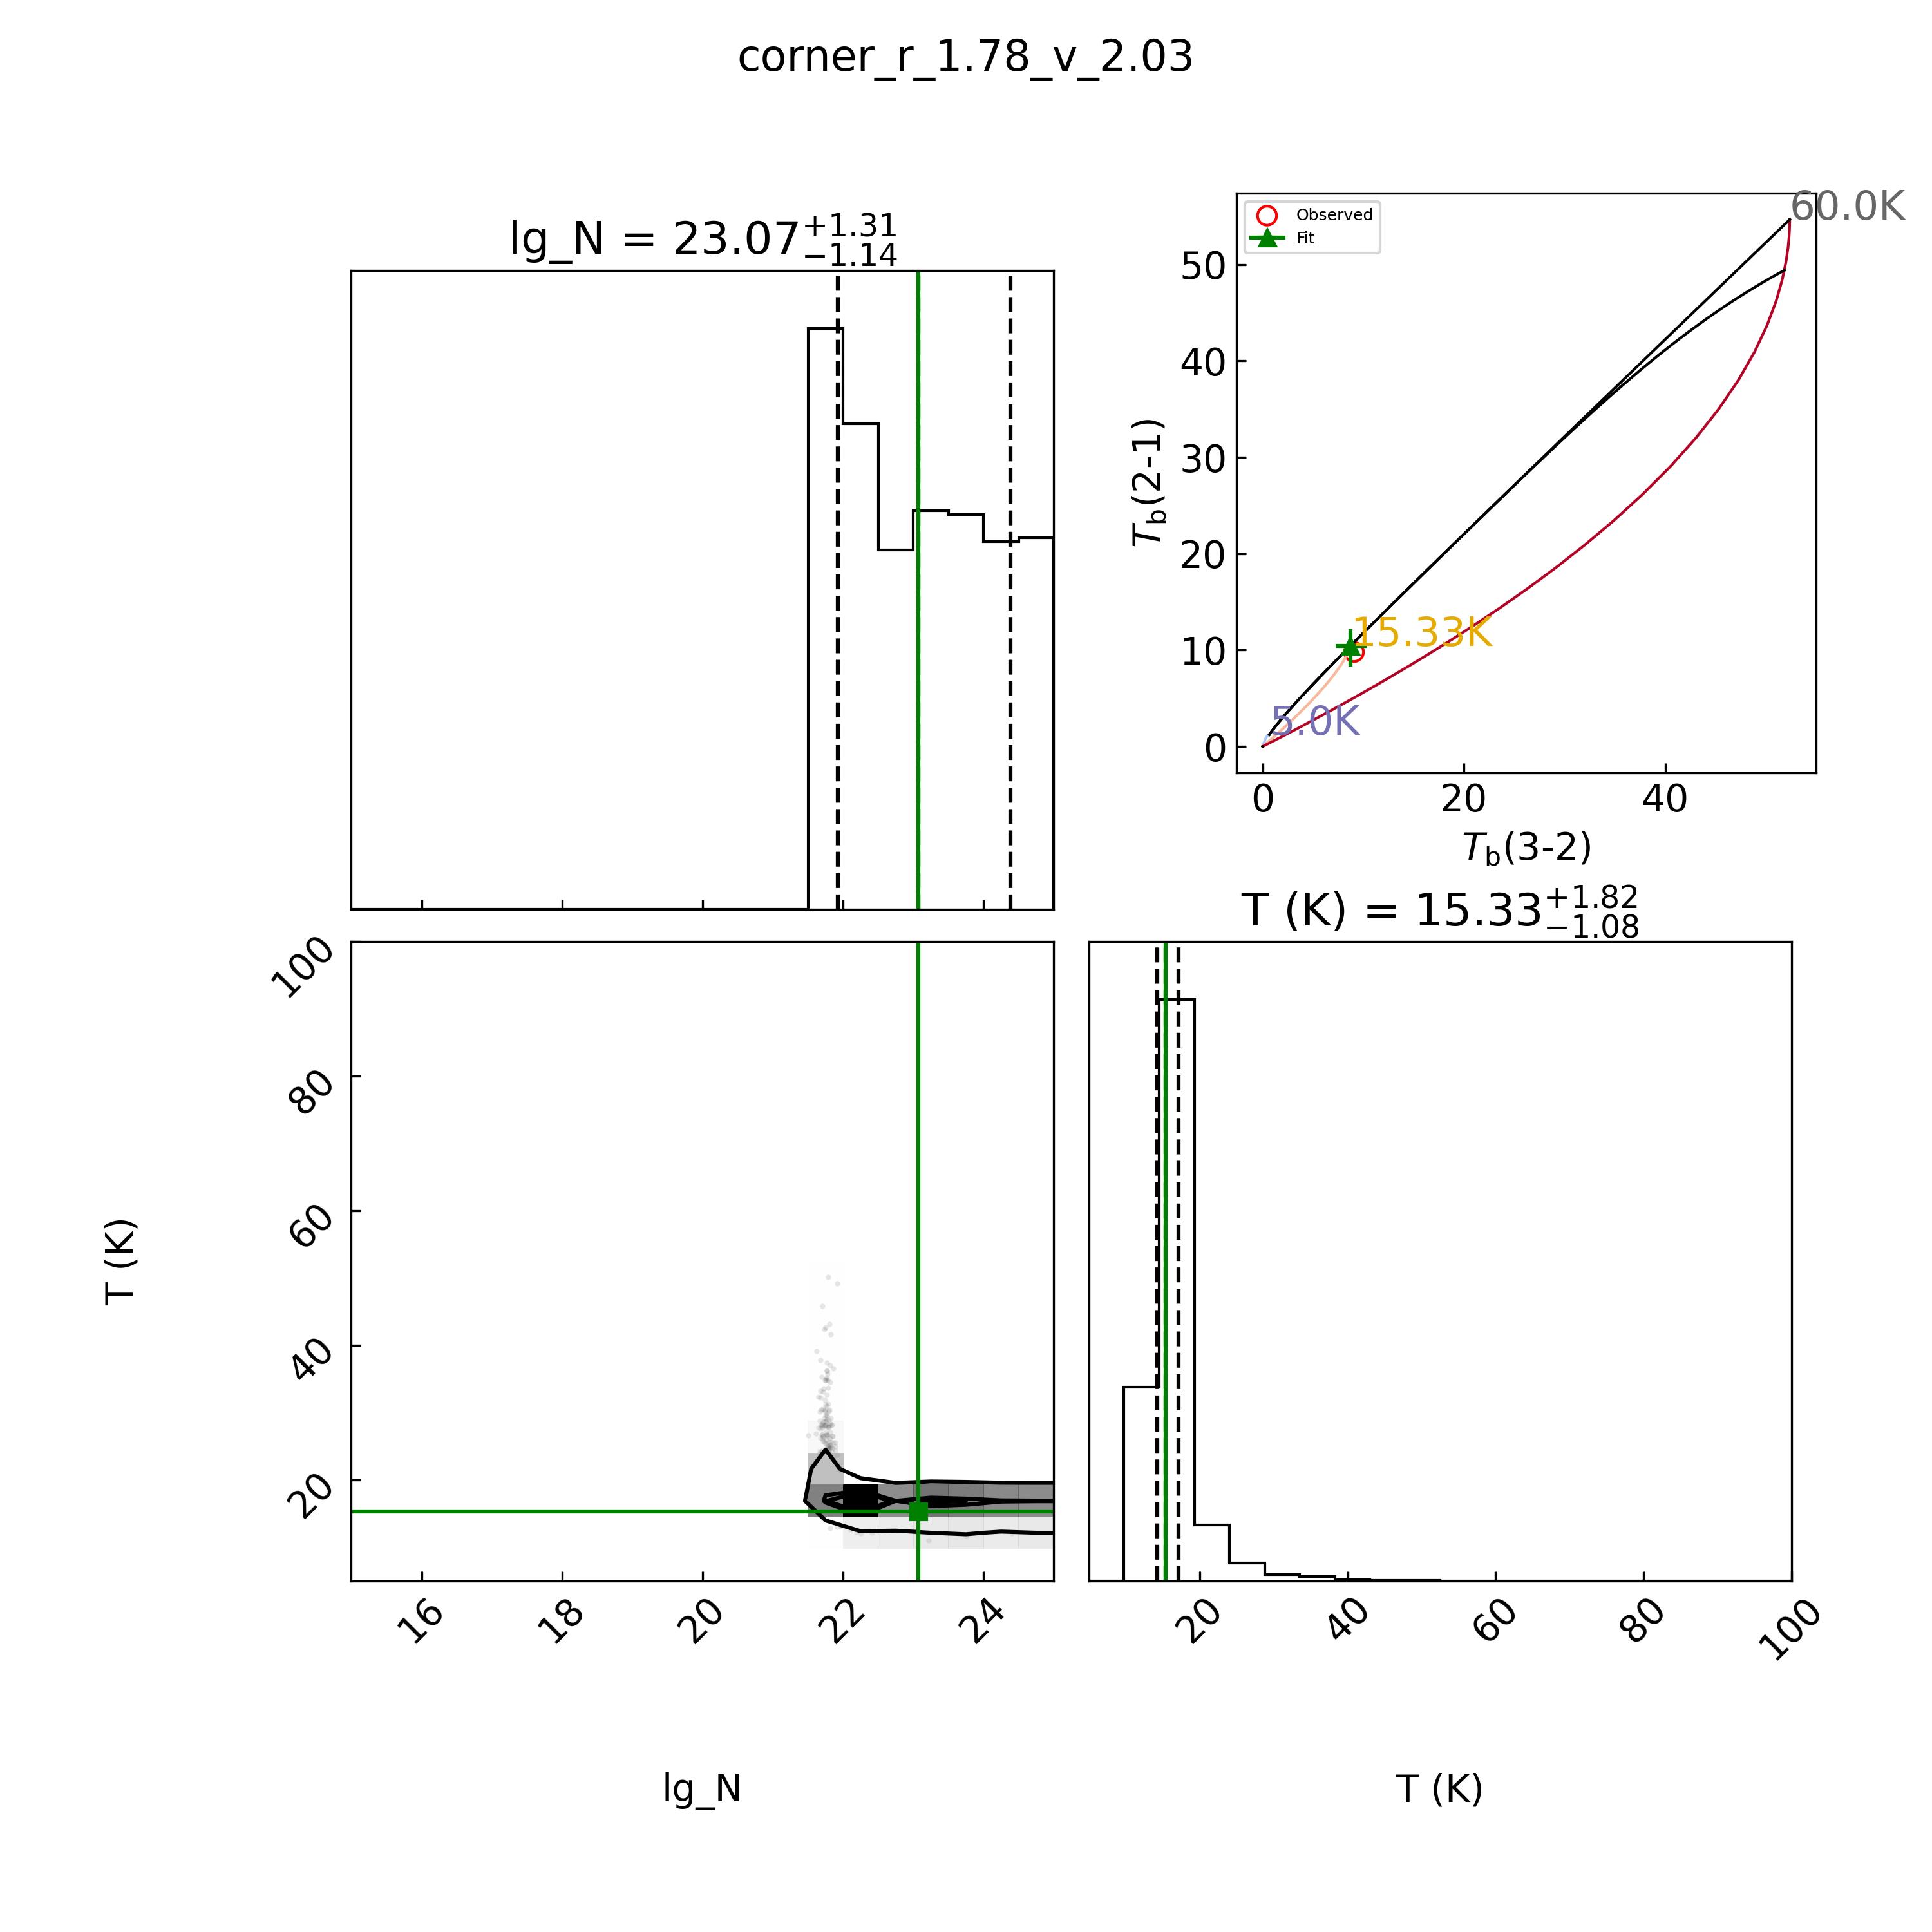 corner_r_1.78_v_2.03
lg_N = 23.07+1.31−1.14
60.0K
Observed
Fit
50
40
30
20
10
0
Tb(2-1)
15.33K
5.0K
0 20 40
Tb(3-2)
T (K) = 15.33+1.82−1.08
100
80
60
40
20
T (K)
16 18 20 22 24
lg_N
20 40 60 80 100
T (K)